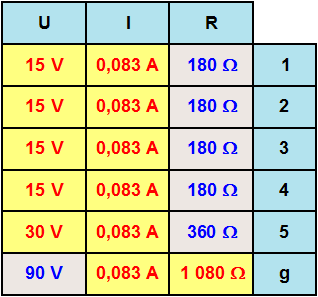 U I R
15 V 0,083 A 180 Ω 1
15 V 0,083 A 180 Ω 2
15 V 0,083 A 180 Ω 3
15 V 0,083 A 180 Ω 4
30 V 0,083 A 360 Ω 5
90 V 0,083 A 1 080 Ω g